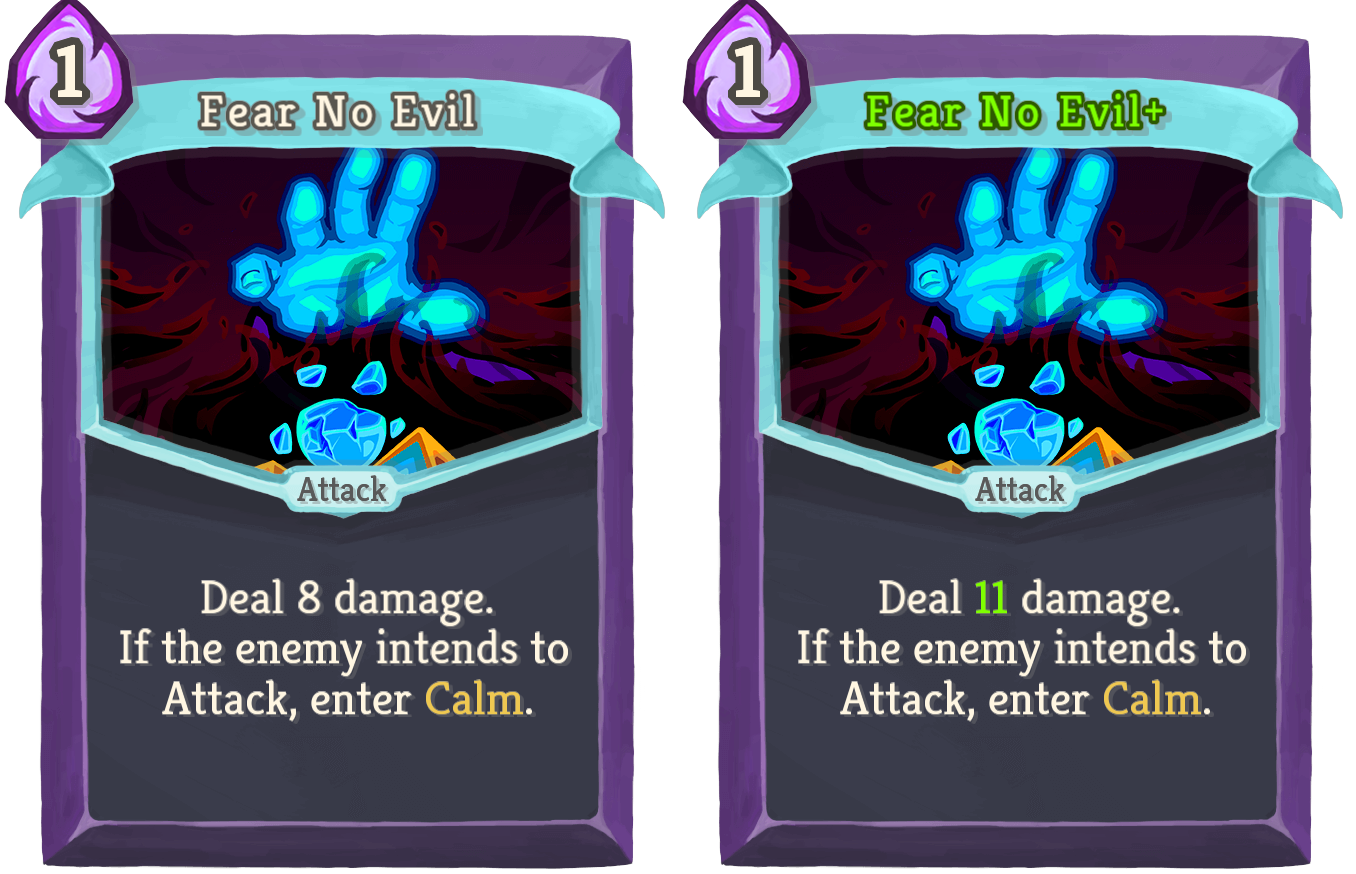 1
Fear No Evil
Attack
Deal 8 damage.
If the enemy intends to
Attack, enter Calm.
1
Fear No Evil+
Attack
Deal 11 damage.
If the enemy intends to
Attack, enter Calm.